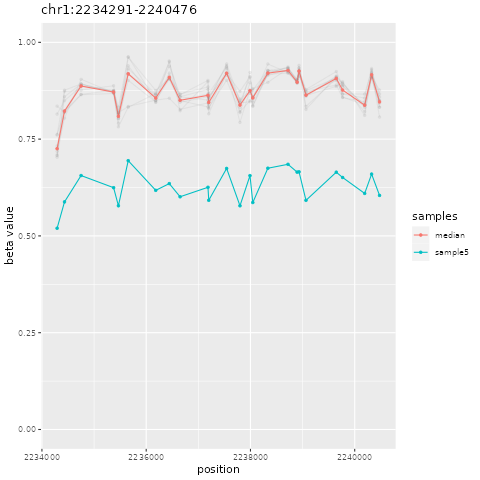 chr1:2234291-2240476
1.00
0.75
0.50
0.25
0.00
beta value
2234000 2236000 2238000 2240000
position
samples
median
sample5